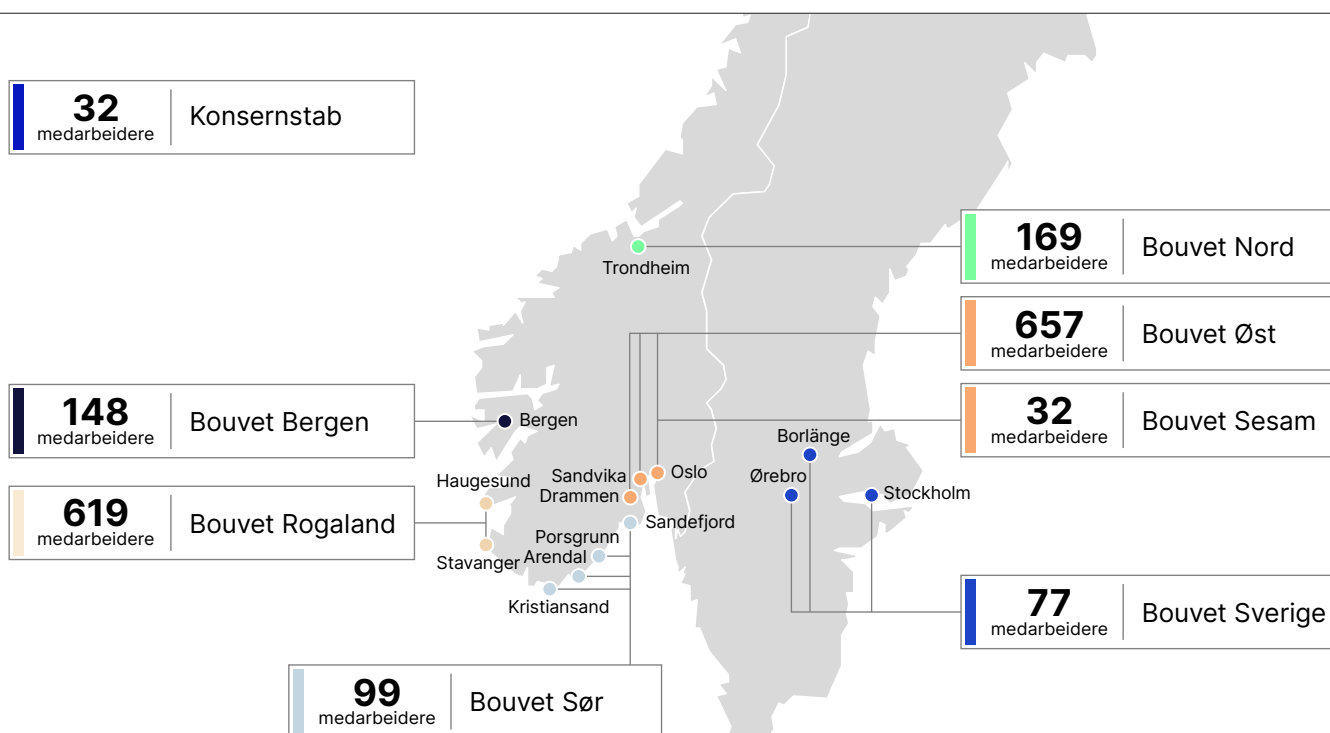 32
medarbeidere
Konsernstab
169
medarbeidere
Bouvet Nord
Trondheim
657
medarbeidere
Bouvet Øst
148
medarbeidere
Bouvet Bergen
Bergen
32
medarbeidere
Bouvet Sesam
Borlänge
Ørebro
Stockholm
Sandvika
Oslo
Drammen
Haugesund
619
medarbeidere
Bouvet Rogaland
Stavanger
Sandefjord
Porsgrunn
Arendal
Kristiansand
77
medarbeidere
Bouvet Sverige
99
medarbeidere
Bouvet Sør